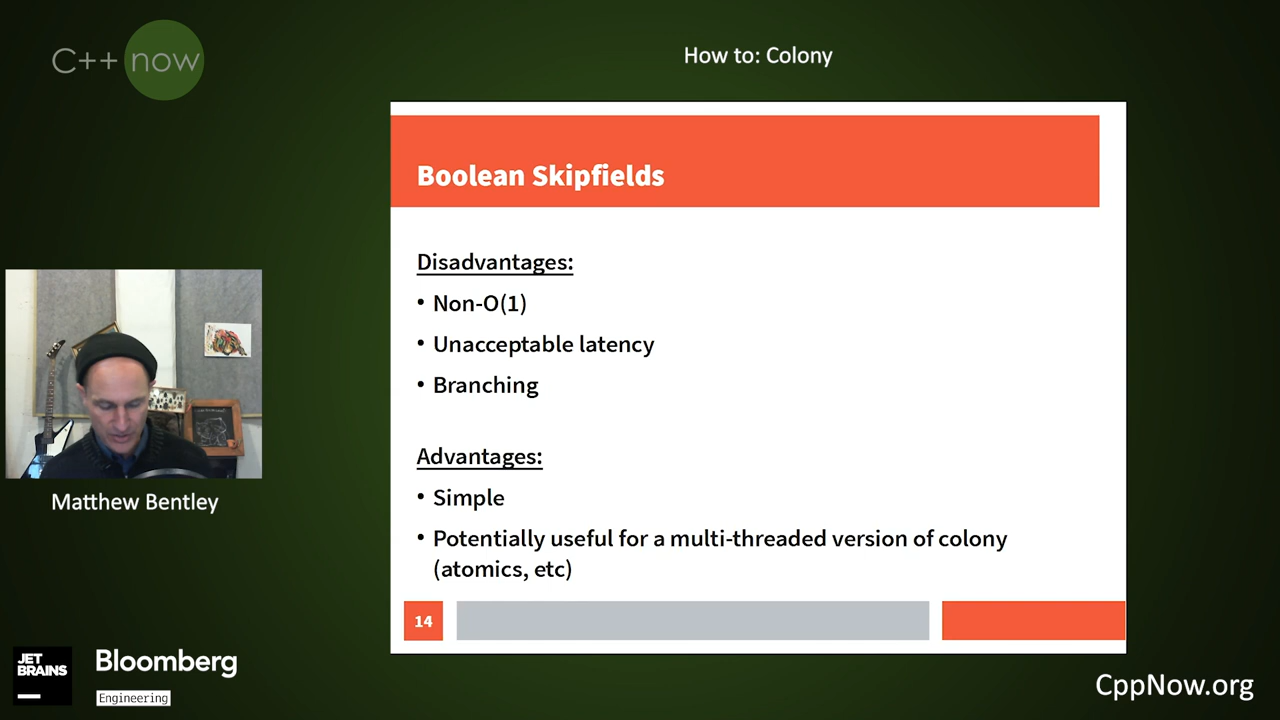 C++ now
How to: Colony
Boolean Skipfields
Disadvantages:
• Non-O(1)
• Unacceptable latency
• Branching
Advantages:
• Simple
• Potentially useful for a multi-threaded version of colony
(atomics, etc)
14
Matthew Bentley
JET
BRAINS
Bloomberg
Engineering
CppNow.org